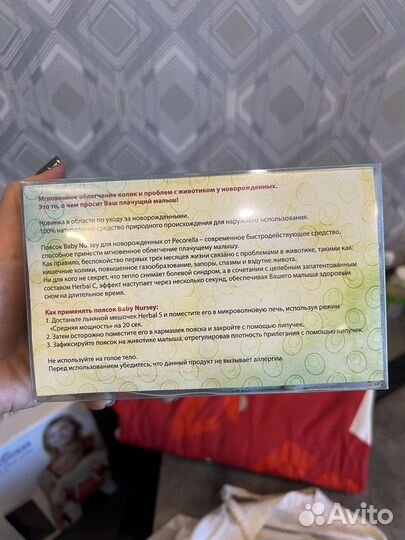 Мгновенное облегчение колик и проблем с животиком у новорожденных.
Это то, о чем просит Ваш плачущий малыш!
Новинка в области по уходу за новорожденными.
100% натуральное средство природного происхождения для наружного использования.
Поясок Baby Nursey для новорожденных от Pecorella – современное быстродействующее средство,
способное принести мгновенное облегчение плачущему малышу.
Как правило, беспокойство первых трех месяцев жизни связано с проблемами в животике, такими как:
кишечные колики, повышенное газообразование, запоры, спазмы и вздутие живота.
Ни для кого не секрет, что тепло снимает болевой синдром, а в сочетании с целебным запатентованным
составом Herbal C, эффект наступает через несколько секунд, обеспечивая Вашего малыша здоровым
сном на длительное время.
Как применять поясок Baby Nursey:
1. Достаньте льняной мешочек Herbal S и поместите его в микроволновую печь, используя режим
«Средняя мощность» на 20 сек.
2. Затем осторожно поместите его в кармашек пояска и закройте с помощью липучек.
3. Зафиксируйте поясок на животике малыша, отрегулировав плотность прилегания с помощью липучек.
Не используйте на голое тело.
Перед использованием убедитесь, что данный продукт не вызывает аллергии.
Avito